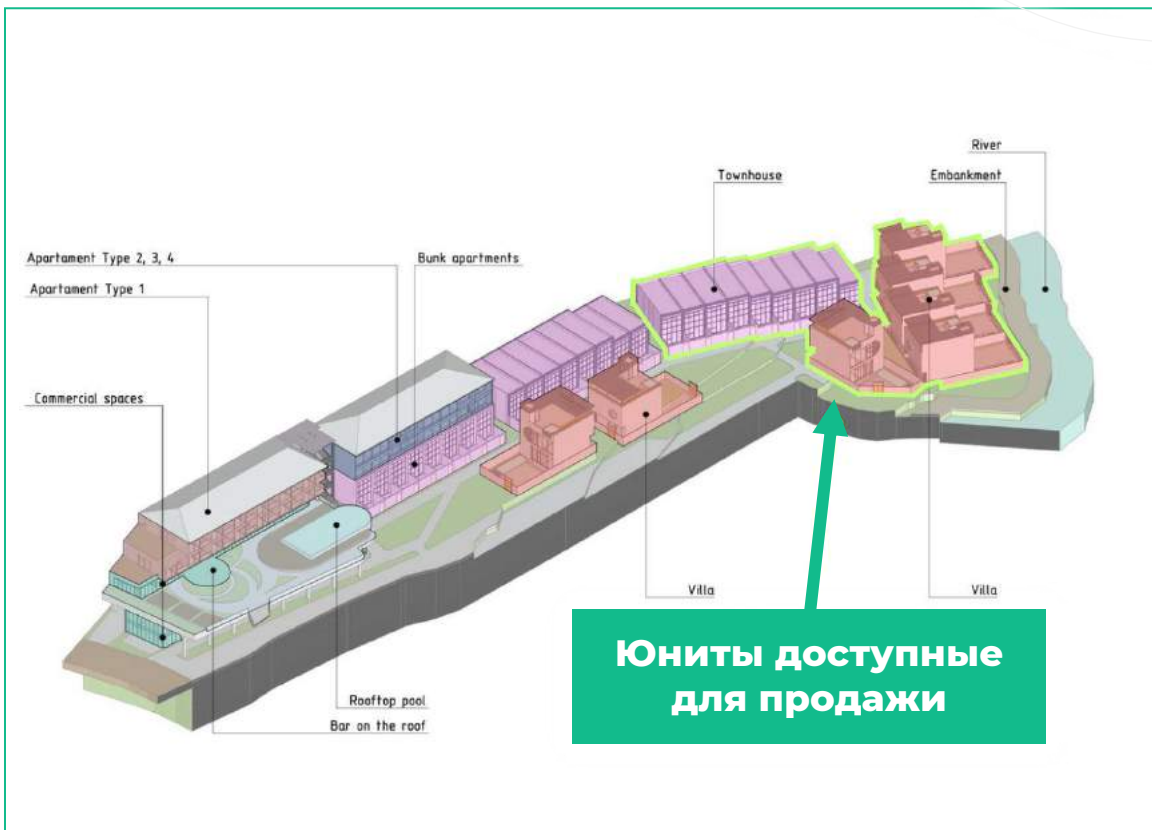 River
Townhouse
Embankment
Apartament Type 2, 3, 4
Bunk apartments
Apartament Type 1
Commercial spaces
Villa
Villa
Юниты доступные
для продажи
Rooftop pool
Bar on the roof